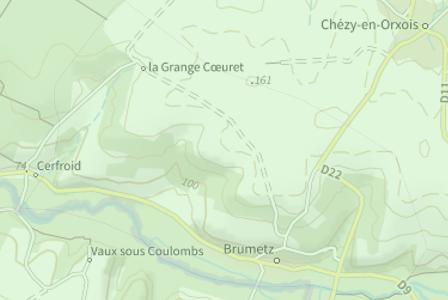 Chézy-en-Orxois
la Grange Cœuret
161
D11
74
Cerfroid
D22
100
Vaux sous Coulombs
Brumetz
D9